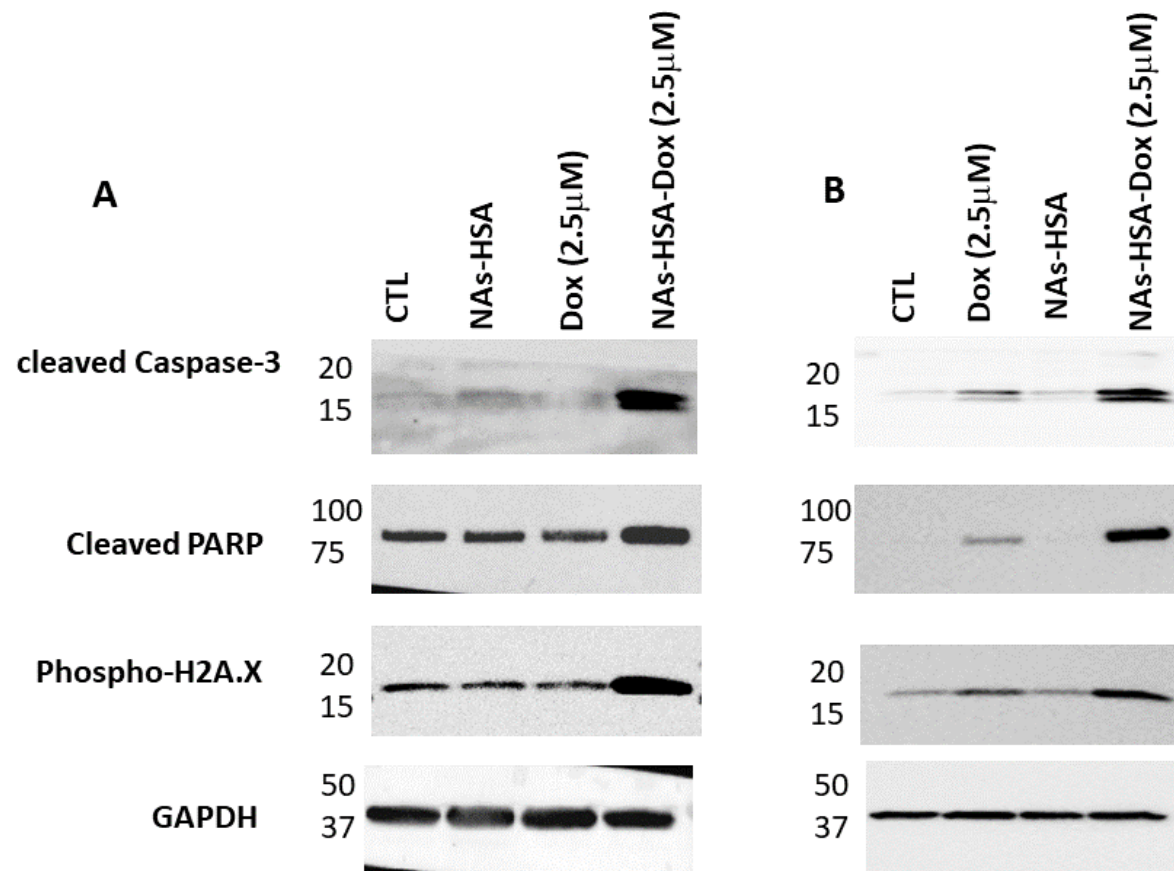 A
CTL
NAs-HSA
Dox (2.5μM)
NAs-HSA-Dox (2.5μM)
B
CTL
Dox (2.5μM)
NAs-HSA
NAs-HSA-Dox (2.5μM)
cleaved Caspase-3
20
15
20
15
Cleaved PARP
100
75
100
75
Phospho-H2A.X
20
15
20
15
GAPDH
50
37
50
37